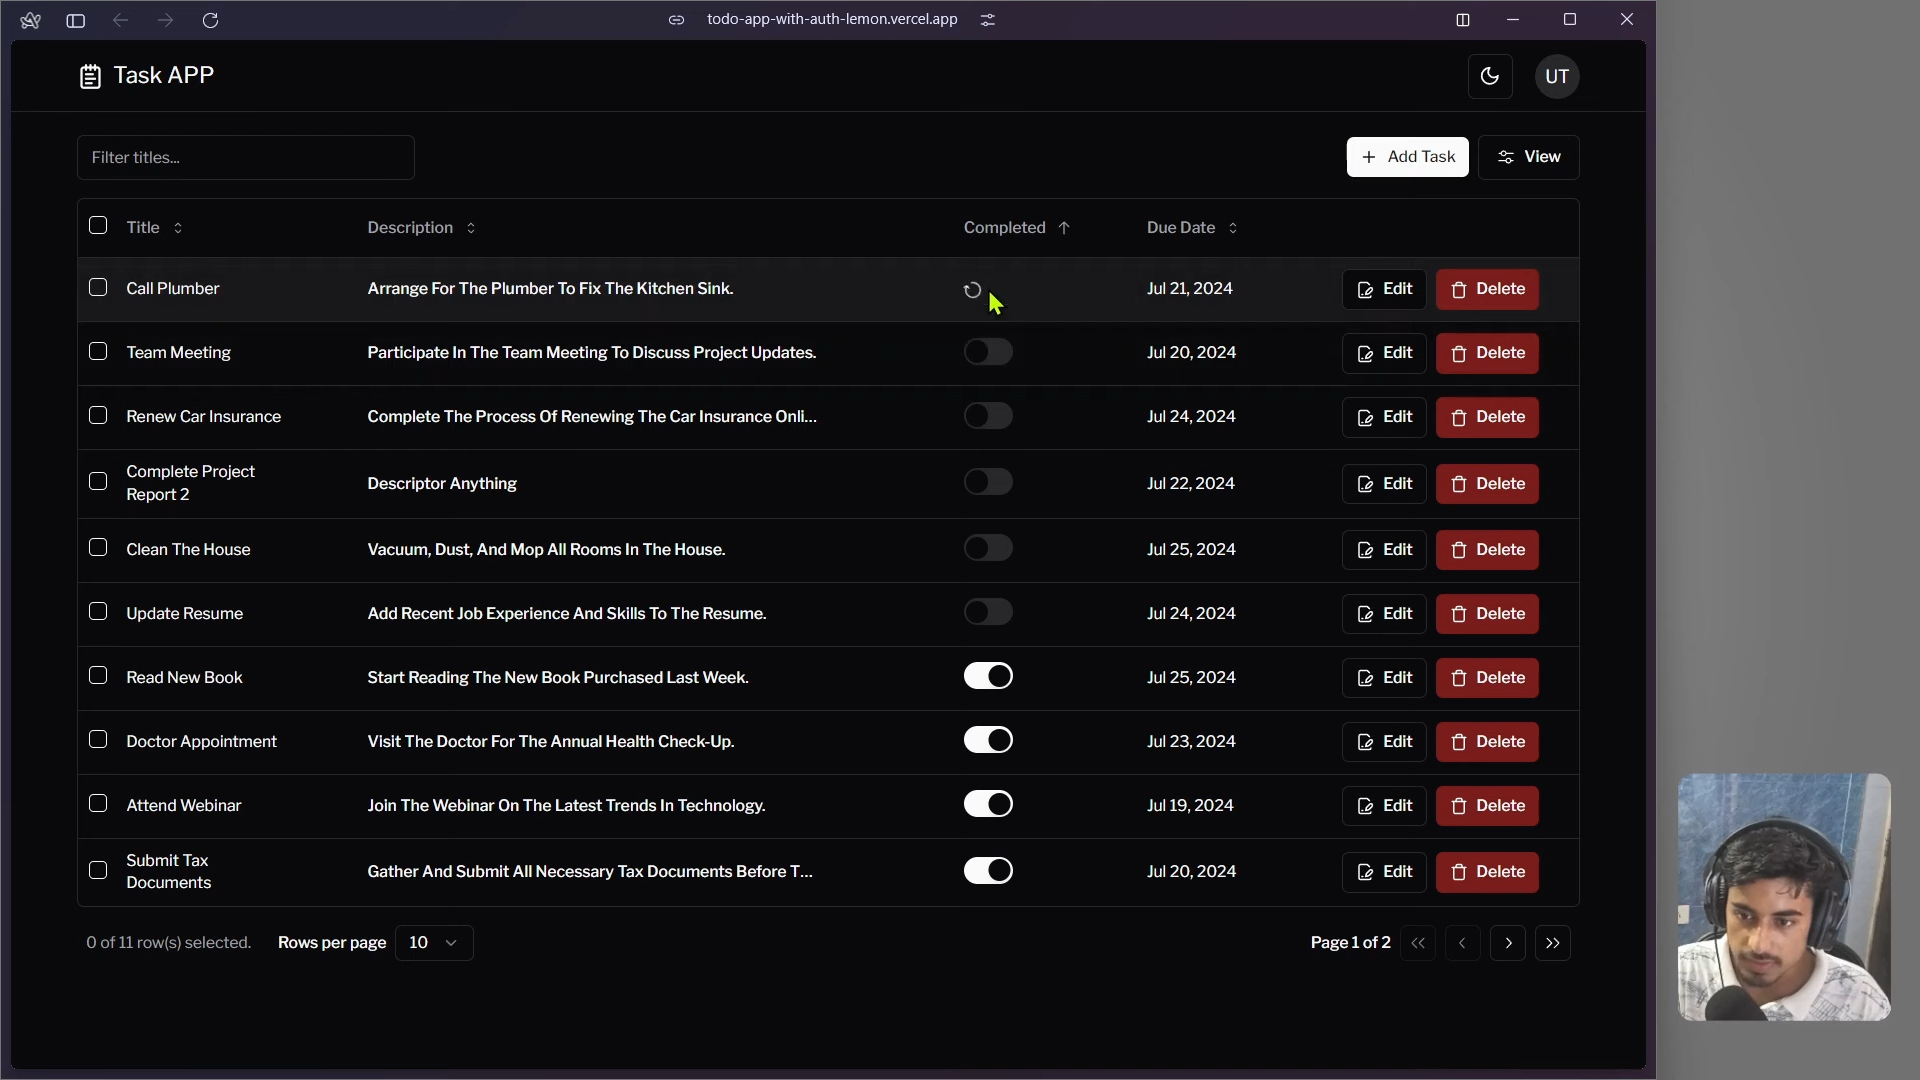 todo-app-with-auth-lemon.vercel.app
Task APP
UT
Filter titles...
Add Task
View
Title
Description
Completed
Due Date
Call Plumber
Arrange For The Plumber To Fix The Kitchen Sink.
Jul 21, 2024
Edit
Delete
Team Meeting
Participate In The Team Meeting To Discuss Project Updates.
Jul 20, 2024
Edit
Delete
Renew Car Insurance
Complete The Process Of Renewing The Car Insurance Onli...
Jul 24, 2024
Edit
Delete
Complete Project
Report 2
Descriptor Anything
Jul 22, 2024
Edit
Delete
Clean The House
Vacuum, Dust, And Mop All Rooms In The House.
Jul 25, 2024
Edit
Delete
Update Resume
Add Recent Job Experience And Skills To The Resume.
Jul 24, 2024
Edit
Delete
Read New Book
Start Reading The New Book Purchased Last Week.
Jul 25, 2024
Edit
Delete
Doctor Appointment
Visit The Doctor For The Annual Health Check-Up.
Jul 23, 2024
Edit
Delete
Attend Webinar
Join The Webinar On The Latest Trends In Technology.
Jul 19, 2024
Edit
Delete
Submit Tax
Documents
Gather And Submit All Necessary Tax Documents Before T...
Jul 20, 2024
Edit
Delete
0 of 11 row(s) selected.
Rows per page
10
Page 1 of 2